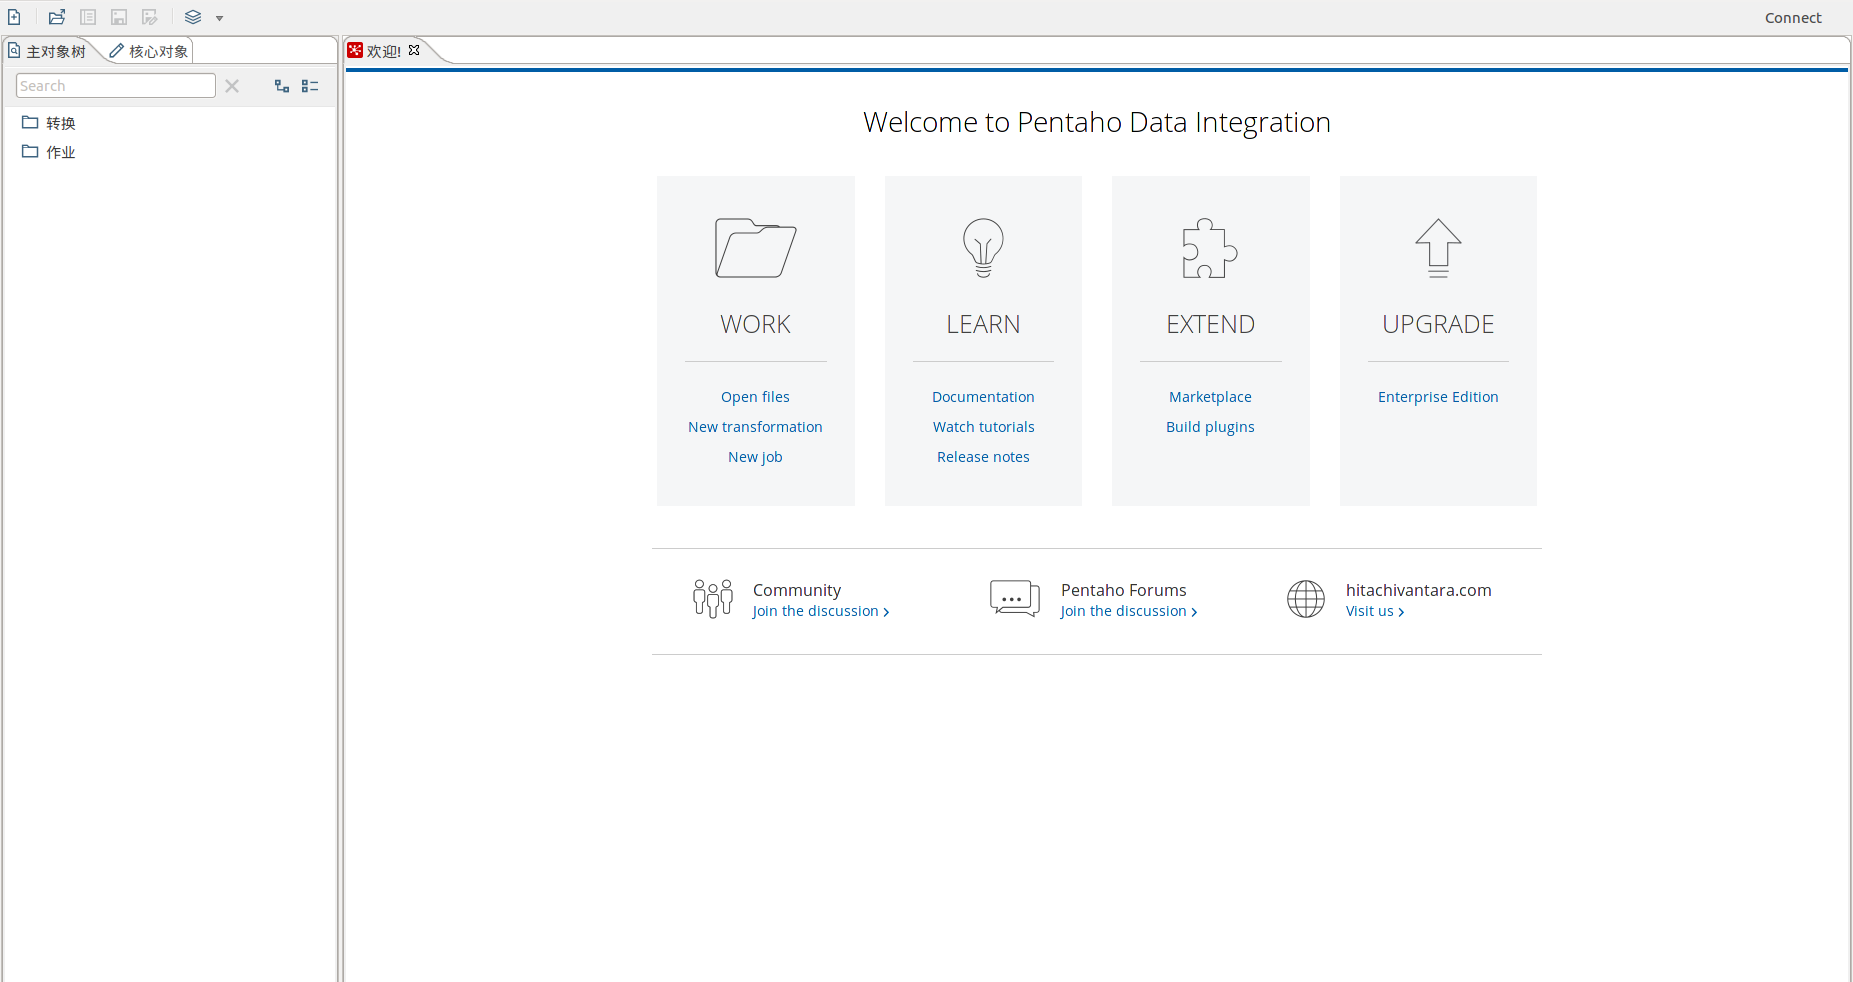 Connect
主对象树
核心对象
欢迎!
Search
转换
作业
Welcome to Pentaho Data Integration
WORK
Open files
New transformation
New job
LEARN
Documentation
Watch tutorials
Release notes
EXTEND
Marketplace
Build plugins
UPGRADE
Enterprise Edition
Community
Join the discussion
Pentaho Forums
Join the discussion
hitachivantara.com
Visit us